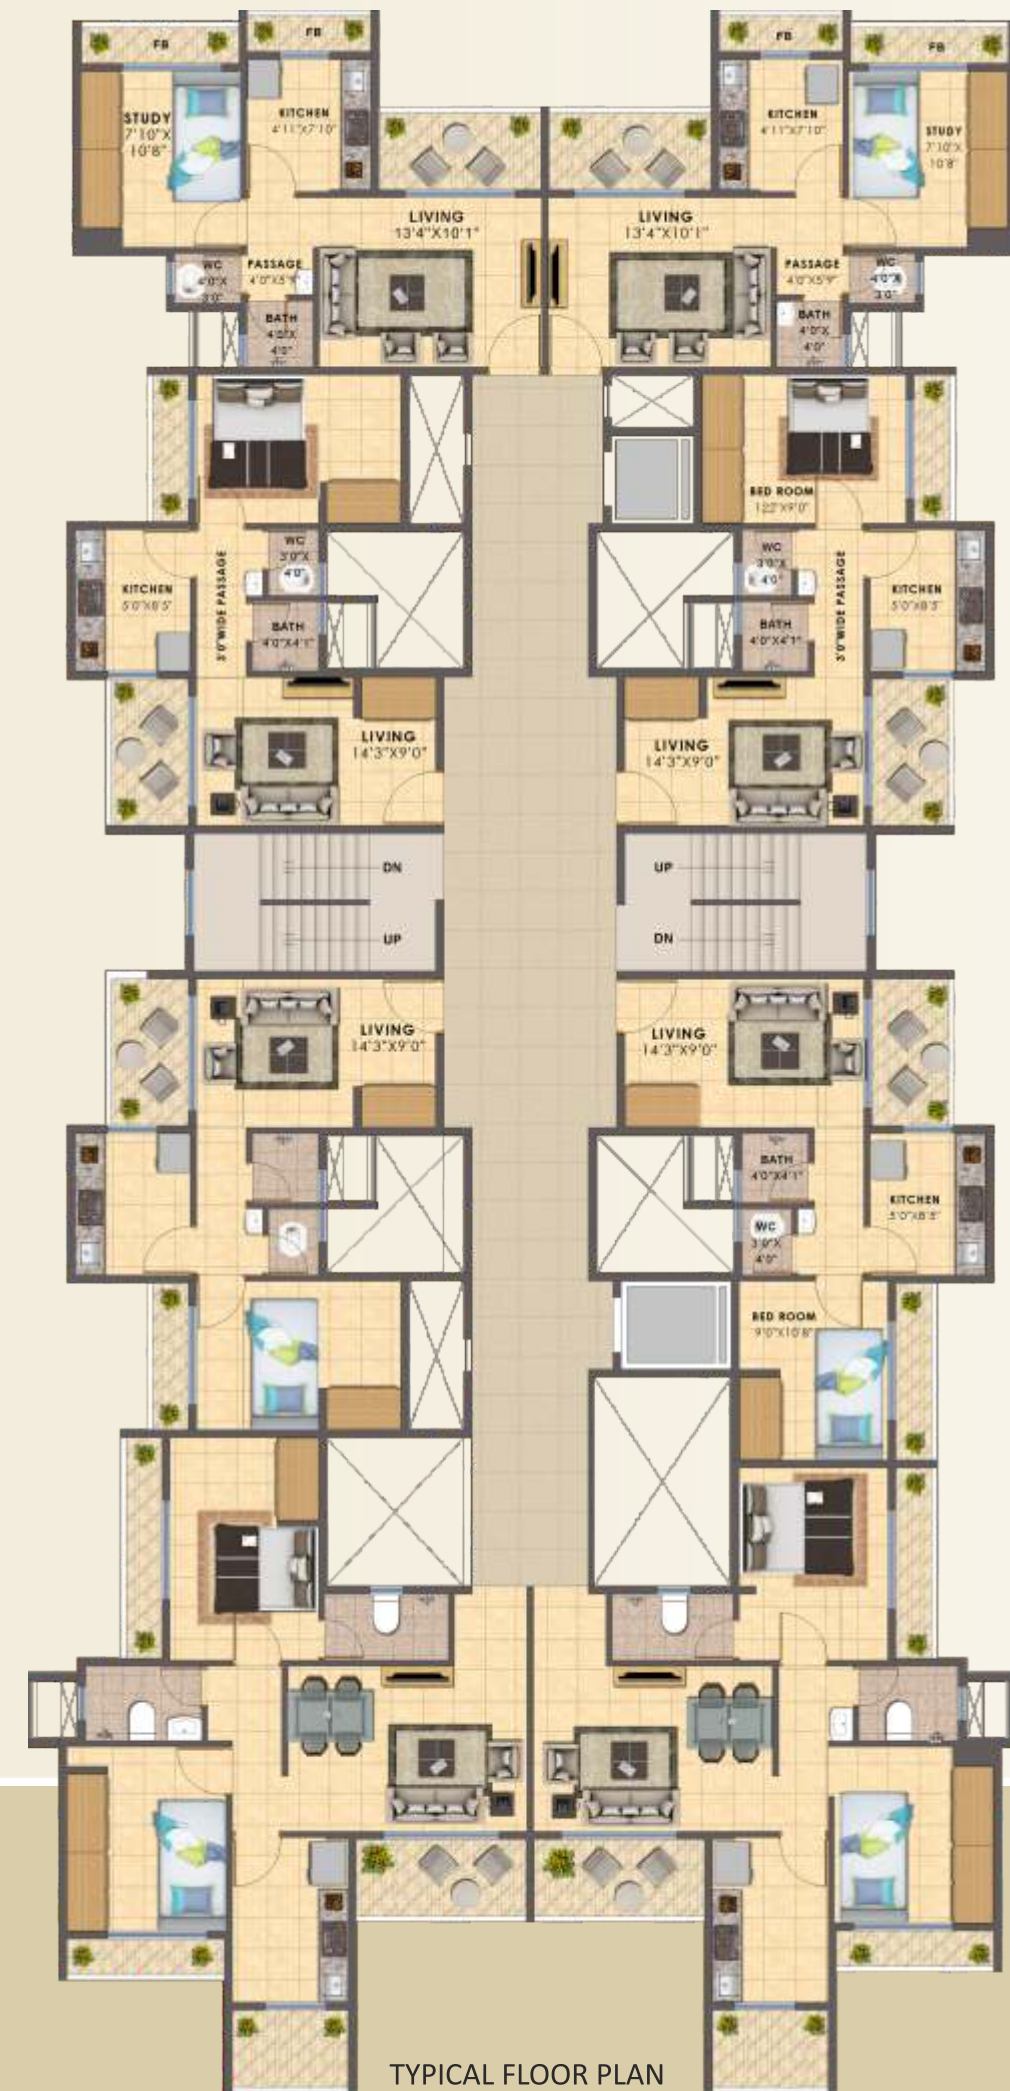 FB
FB
FB
FB
STUDY
7'10"X
10'8"
KITCHEN
4'11"X7'10"
KITCHEN
4'11"X7'10"
STUDY
7'10"X
10'8"
LIVING
13'4"X10'1"
LIVING
13'4"X10'1"
WC
4'0"X
3'0"
PASSAGE
4'0"X5'9"
PASSAGE
4'0"X5'9"
WC
4'0"X
3'0"
BATH
4'0"X
4'0"
BATH
4'0"X
4'0"
BED ROOM
KITCHEN
5'0"X8'5"
3'0"WIDE PASSAGE
WC
3'0"X
4'0"
BATH
4'0"X4'1"
WC
3'0"X
4'0"
BATH
4'0"X4'1"
3'0"WIDE PASSAGE
KITCHEN
5'0"X8'5"
LIVING
14'3"X9'0"
LIVING
14'3"X9'0"
DN
UP
UP
DN
LIVING
14'3"X9'0"
LIVING
14'3"X9'0"
BATH
4'0"X4'1"
WC
3'0"X
4'0"
KITCHEN
5'0"X8'5"
BED ROOM
9'0"X10'8"
TYPICAL FLOOR PLAN